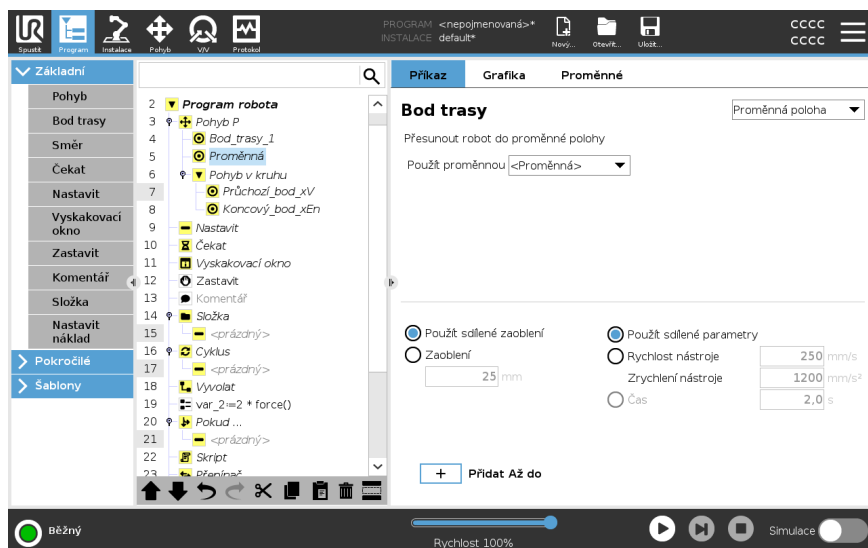 PROGRAM <nepojmenovaná>*
INSTALACE default*
Spustit
Program
Instalace
Pohyb
V/V
Protokol
Nový...
Otevřít...
Uložit...
CCCC
CCCC
Základní
Pohyb
Bod trasy
Směr
Čekat
Nastavit
Vyskakovací
okno
Zastavit
Komentář
Složka
Nastavit
náklad
Pokročilé
Šablony
2 Program robota
3 Pohyb P
4 Bod_trasy_1
5 Proměnná
6 Pohyb v kruhu
7 Průchozí_bod_xV
8 Koncový_bod_xEn
9 Nastavit
10 Čekat
11 Vyskakovací okno
12 Zastavit
13 Komentář
14 Složka
15 <prázdný>
16 Cyklus
17 <prázdný>
18 Vyvolat
19 var_2:=2 * force()
20 Pokud ...
21 <prázdný>
22 Skript
23 Přepínač
Příkaz
Grafika
Proměnné
Bod trasy
Proměnná poloha
Přesunout robot do proměnné polohy
Použít proměnnou <Proměnná>
Použít sdílené zaoblení
Zaoblení
25 mm
Použít sdílené parametry
Rychlost nástroje 250 mm/s
Zrychlení nástroje 1200 mm/s²
Čas 2,0 s
+ Přidat Až do
Běžný
Rychlost 100%
Simulace